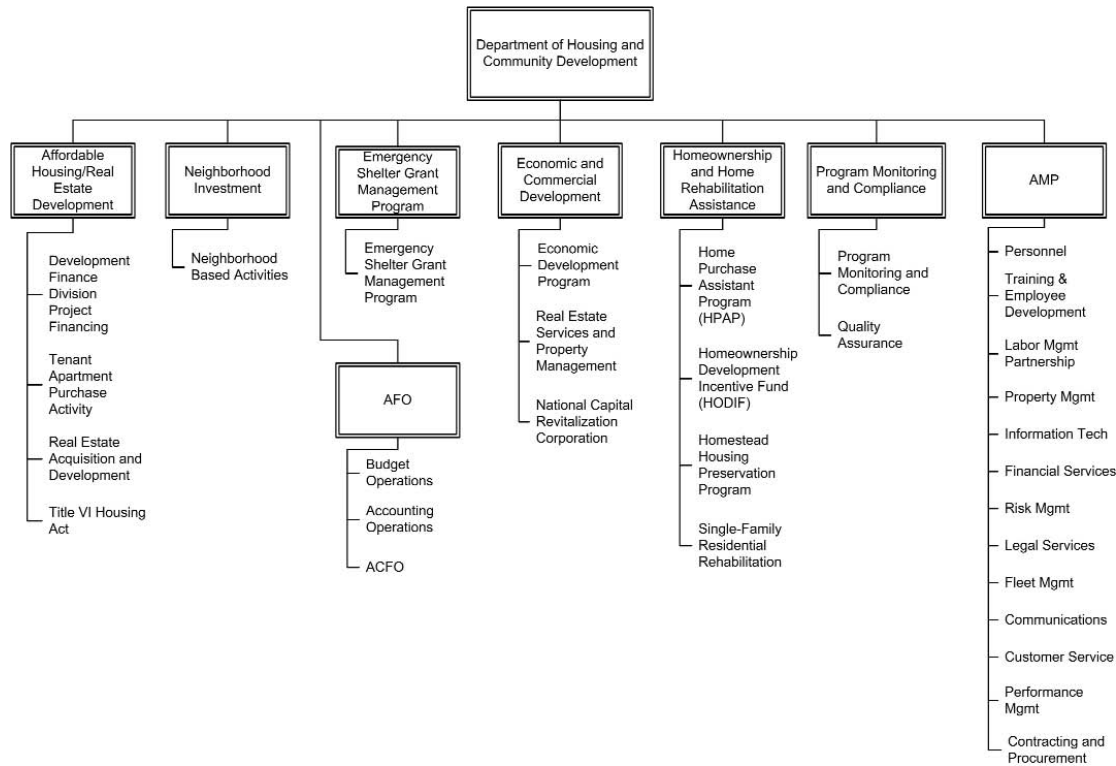 Department of Housing and
Community Development
Affordable
Housing/Real
Estate
Development
Development
Finance
Division
Project
Financing
Tenant
Apartment
Purchase
Activity
Real Estate
Acquisition and
Development
Title VI Housing
Act
Neighborhood
Investment
Neighborhood
Based Activities
Emergency
Shelter Grant
Management
Program
Emergency
Shelter Grant
Management
Program
AFO
Budget
Operations
Accounting
Operations
ACFO
Economic and
Commercial
Development
Economic
Development
Program
Real Estate
Services and
Property
Management
National Capital
Revitalization
Corporation
Homeownership
and Home
Rehabilitation
Assistance
Home
Purchase
Assistant
Program
(HPAP)
Homeownership
Development
Incentive Fund
(HODIF)
Homestead
Housing
Preservation
Program
Single-Family
Residential
Rehabilitation
Program Monitoring
and Compliance
Program
Monitoring and
Compliance
Quality
Assurance
AMP
Personnel
Training &
Employee
Development
Labor Mgmt
Partnership
Property Mgmt
Information Tech
Financial Services
Risk Mgmt
Legal Services
Fleet Mgmt
Communications
Customer Service
Performance
Mgmt
Contracting and
Procurement